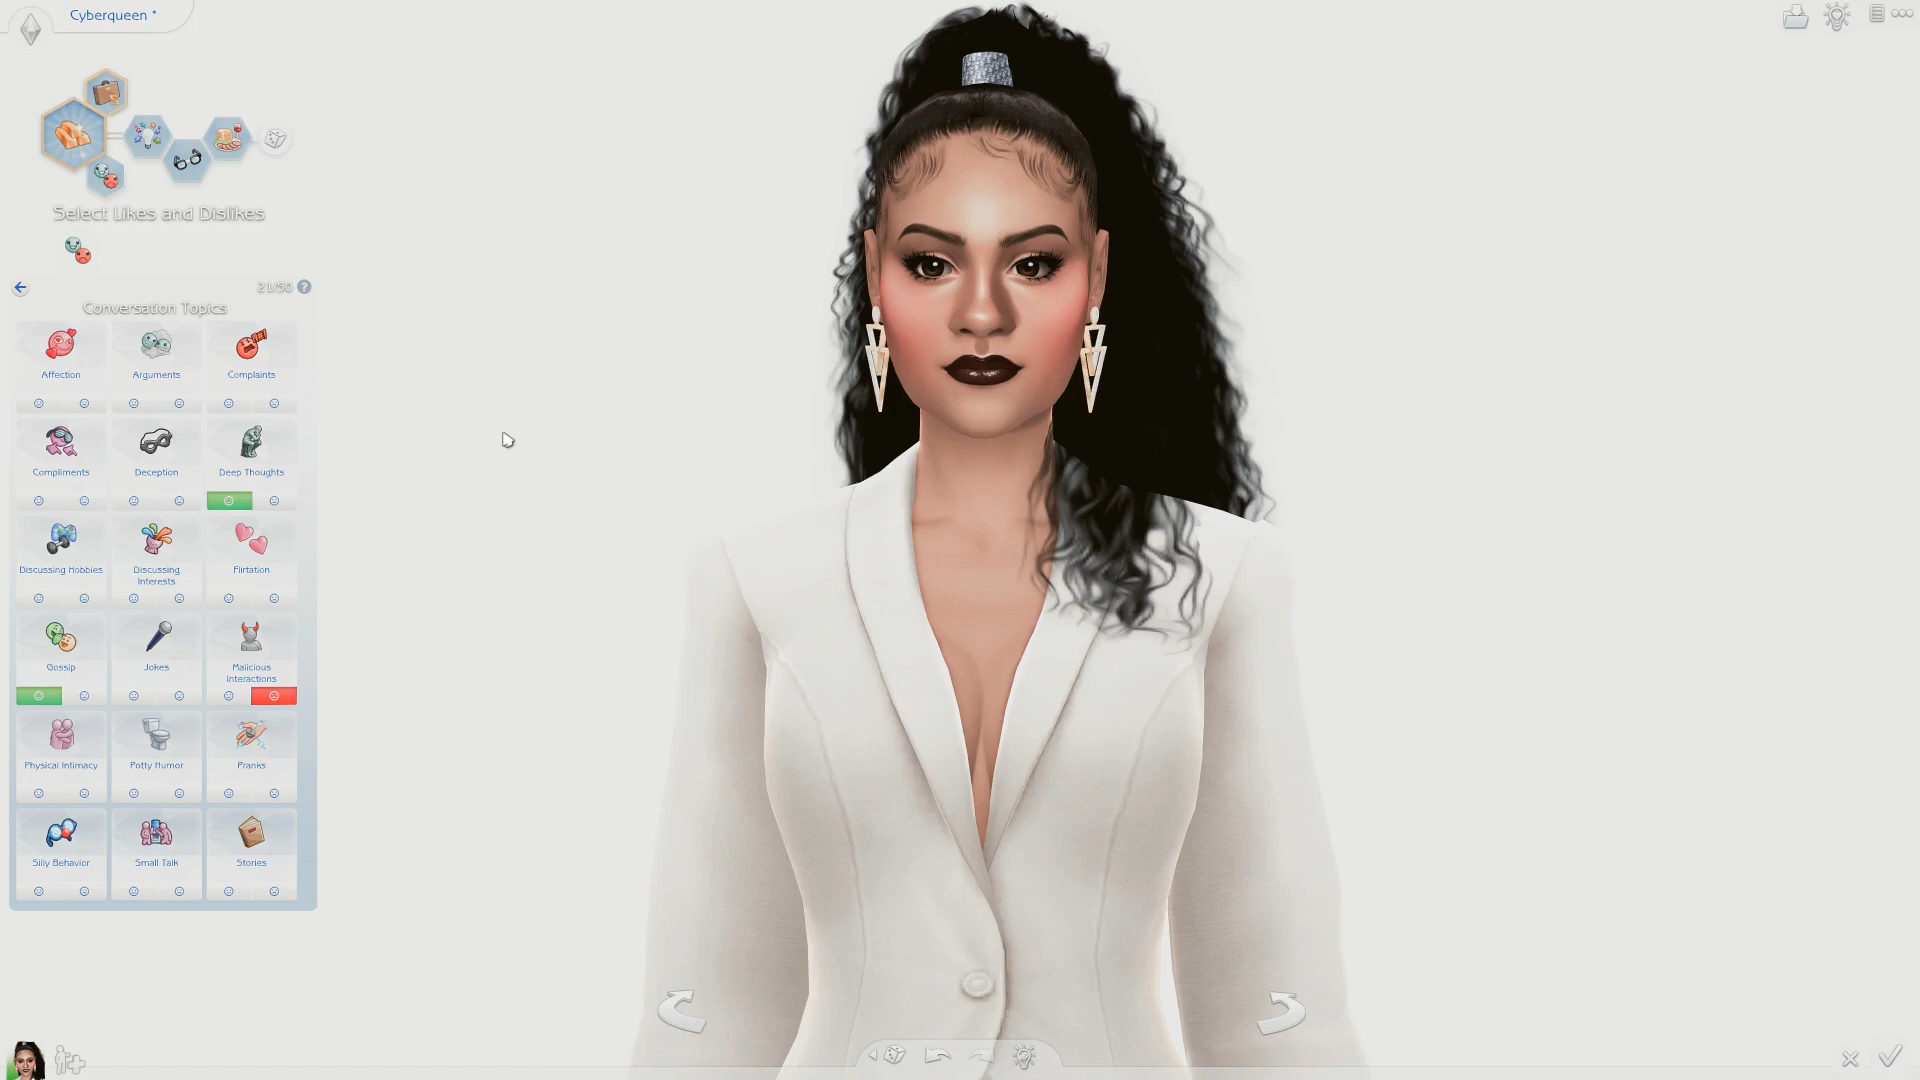 Cyberqueen *
Select Likes and Dislikes
21/50 ?
Conversation Topics
Affection
Arguments
Complaints
Compliments
Deception
Deep Thoughts
Discussing Hobbies
Discussing
Interests
Flirtation
Gossip
Jokes
Malicious
Interactions
Physical Intimacy
Potty Humor
Pranks
Silly Behavior
Small Talk
Stories